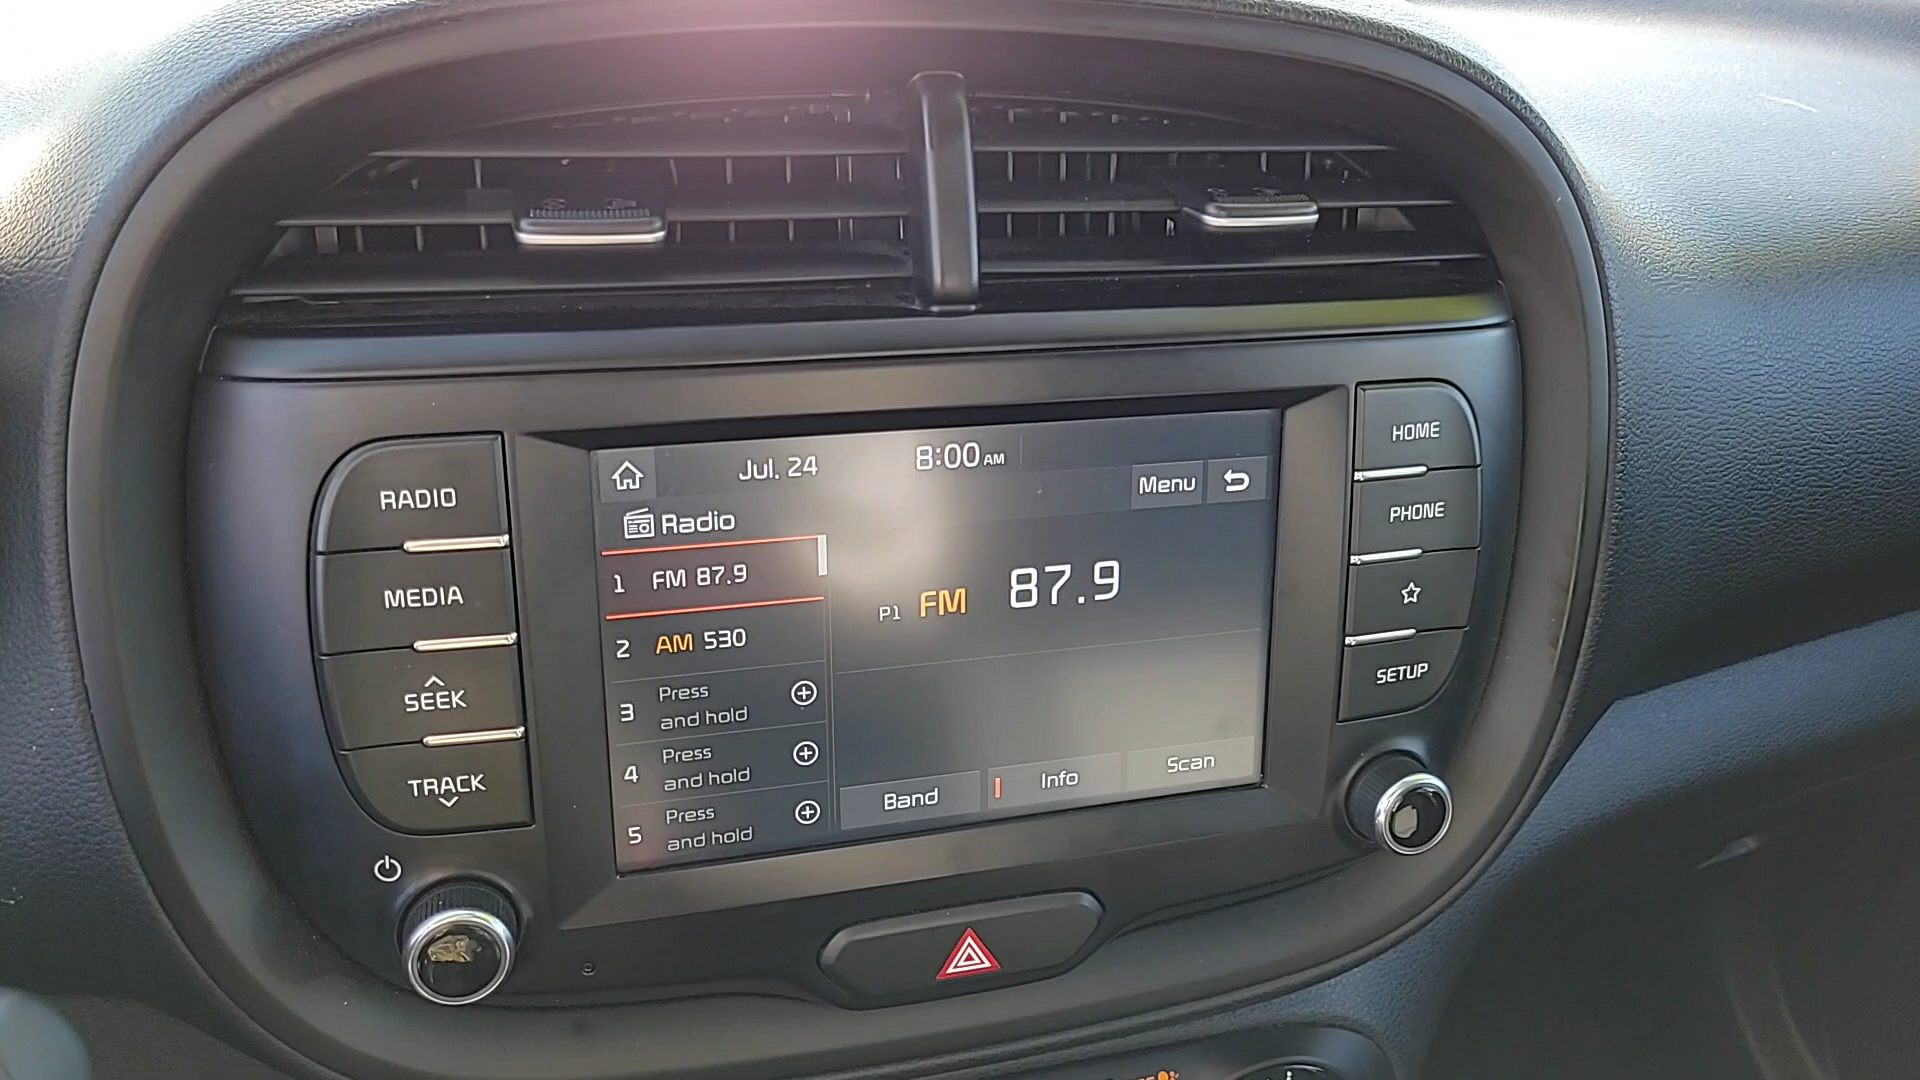 RADIO
MEDIA
SEEK
TRACK
Jul. 24
8:00 AM
Menu
Radio
1 FM 87.9
2 AM 530
3 Press
and hold
4 Press
and hold
5 Press
and hold
P1 FM 87.9
Band
Info
Scan
HOME
PHONE
SETUP